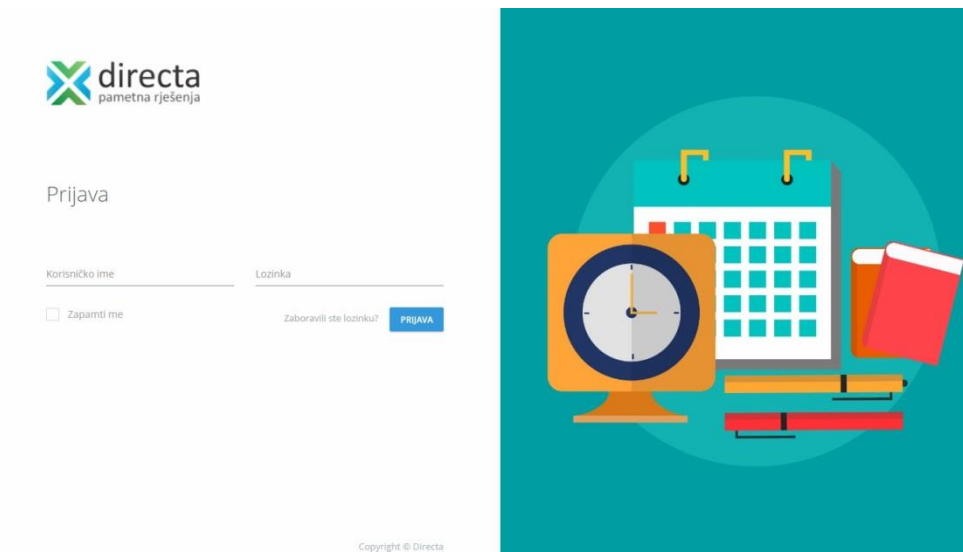 directa
pametna rješenja
Prijava
Korisničko ime
Lozinka
Zapamti me
Zaboravili ste lozinku?
PRIJAVA
Copyright © Directa